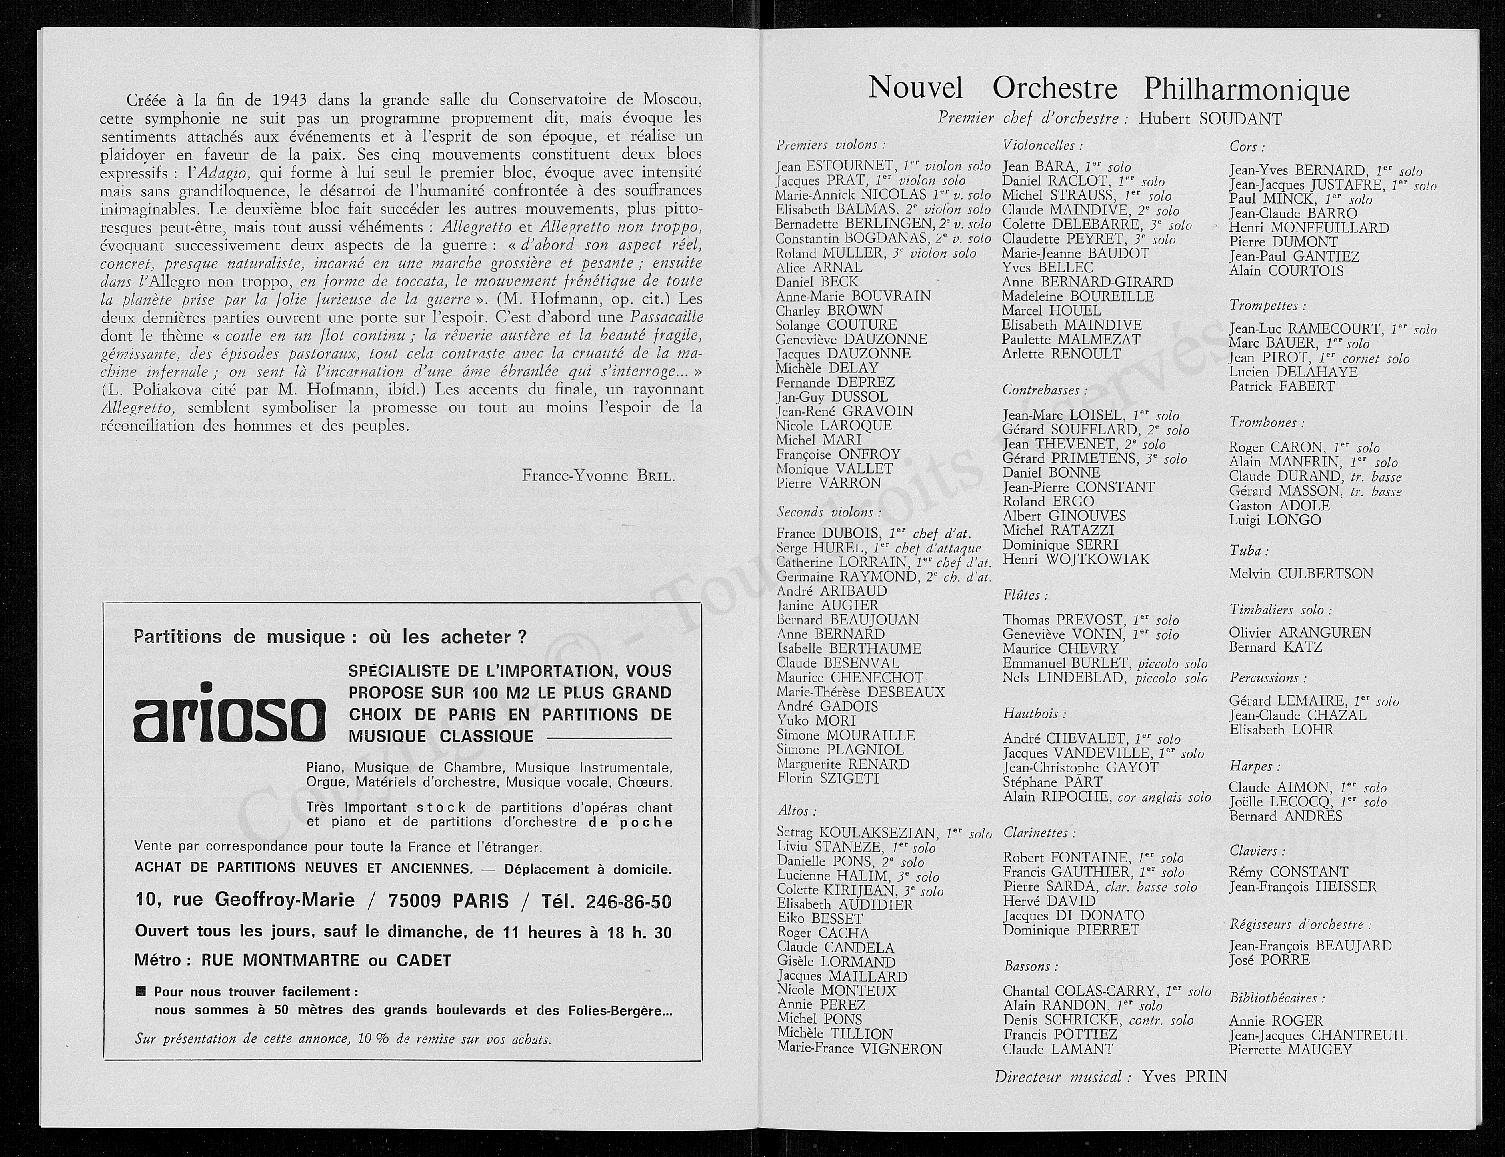 Créée à la fin de 1943 dans la grande salle du Conservatoire de Moscou,
cette symphonie ne suit pas un programme proprement dit, mais évoque les
sentiments attachés aux événements et à l'esprit de son époque, et réalise un
plaidoyer en faveur de la paix. Ses cinq mouvements constituent deux blocs
expressifs : l'Adagio, qui forme à lui seul le premier bloc, évoque avec intensité
mais sans grandiloquence, le désarroi de l'humanité confrontée à des souffrances
inimaginables. Le deuxième bloc fait succéder les autres mouvements, plus pitto-
resques peut-être, mais tout aussi véhéments : Allegretto et Allegretto non troppo,
évoquant successivement deux aspects de la guerre : « d'abord son aspect réel,
concret, presque naturaliste, incarné en une marche grossière et pesante ; ensuite
dans l'Allegro non troppo, en forme de toccata, le mouvement frénétique de toute
la planète prise par la folie furieuse de la guerre ». (M. Hofmann, op. cit.) Les
deux dernières parties ouvrent une porte sur l'espoir. C'est d'abord une Passacaille
dont le thème « coule en un flot continu ; la rêverie austère et la beauté fragile,
gémissante, des épisodes pastoraux, tout cela contraste avec la cruauté de la ma-
chine infernale ; on sent là l'incarnation d'une âme ébranlée qui s'interroge... »
(L. Poliakova cité par M. Hofmann, ibid.) Les accents du finale, un rayonnant
Allegretto, semblent symboliser la promesse ou tout au moins l'espoir de la
réconciliation des hommes et des peuples.
France-Yvonne BRIL.
Partitions de musique : où les acheter ?
arioso
SPÉCIALISTE DE L'IMPORTATION, VOUS
PROPOSE SUR 100 M2 LE PLUS GRAND
CHOIX DE PARIS EN PARTITIONS DE
MUSIQUE CLASSIQUE
Piano, Musique de Chambre, Musique Instrumentale,
Orgue, Matériels d'orchestre, Musique vocale, Chœurs.
Très Important stock de partitions d'opéras chant
et piano et de partitions d'orchestre de poche
Vente par correspondance pour toute la France et l'étranger.
ACHAT DE PARTITIONS NEUVES ET ANCIENNES. — Déplacement à domicile.
10, rue Geoffroy-Marie / 75009 PARIS / Tél. 246-86-50
Ouvert tous les jours, sauf le dimanche, de 11 heures à 18 h. 30
Métro : RUE MONTMARTRE ou CADET
■ Pour nous trouver facilement :
nous sommes à 50 mètres des grands boulevards et des Folies-Bergère...
Sur présentation de cette annonce, 10 % de remise sur vos achats.
Nouvel Orchestre Philharmonique
Premier chef d'orchestre : Hubert SOUDANT
Premiers violons :
Jean ESTOURNET, 1er violon solo
Jacques PRAT, 1er violon solo
Marie-Annick NICOLAS 1er v. solo
Elisabeth BALMAS, 2e violon solo
Bernadette BERLINGEN, 2e v. solo
Constantin BOGDANAS, 2e v. solo
Roland MULLER, 3e violon solo
Alice ARNAL
Daniel BECK
Anne-Marie BOUVRAIN
Charley BROWN
Solange COUTURE
Geneviève DAUZONNE
Jacques DAUZONNE
Michèle DELAY
Fernande DEPREZ
Jan-Guy DUSSOL
Jean-René GRAVOIN
Nicole LAROQUE
Michel MARI
Françoise ONFROY
Monique VALLET
Pierre VARRON
Seconds violons :
France DUBOIS, 1er chef d'at.
Serge HUREL, 1er chef d'attaque
Catherine LORRAIN, 1er chef d'at.
Germaine RAYMOND, 2e ch. d'at.
André ARIBAUD
Janine AUGIER
Bernard BEAUJOUAN
Anne BERNARD
Isabelle BERTHAUME
Claude BESENVAL
Maurice CHENECHOT
Marie-Thérèse DESBEAUX
André GADOIS
Yuko MORI
Simone MOURAILLE
Simone PLAGNIOL
Marguerite RENARD
Florin SZIGETI
Altos :
Setrag KOULAKSEZIAN, 1er solo
Liviu STANEZE, 1er solo
Danielle PONS, 2e solo
Lucienne HALIM, 3e solo
Colette KIRIJEAN, 3e solo
Elisabeth AUDIDIER
Eiko BESSET
Roger CACHA
Claude CANDELA
Gisèle LORMAND
Jacques MAILLARD
Nicole MONTEUX
Annie PEREZ
Michel PONS
Michèle TILLION
Marie-France VIGNERON
Violoncelles :
Jean BARA, 1er solo
Daniel RACLOT, 1er solo
Michel STRAUSS, 1er solo
Claude MAINDIVE, 2e solo
Colette DELEBARRE, 3e solo
Claudette PEYRET, 3e solo
Marie-Jeanne BAUDOT
Yves BELLEC
Anne BERNARD-GIRARD
Madeleine BOUREILLE
Marcel HOUEL
Elisabeth MAINDIVE
Paulette MALMEZAT
Arlette RENOULT
Contrebasses :
Jean-Marc LOISEL, 1er solo
Gérard SOUFFLARD, 2e solo
Jean THEVENET, 2e solo
Gérard PRIMETENS, 3e solo
Daniel BONNE
Jean-Pierre CONSTANT
Roland ERGO
Albert GINOUVES
Michel RATAZZI
Dominique SERRI
Henri WOJTKOWIAK
Flûtes :
Thomas PREVOST, 1er solo
Geneviève VONIN, 1er solo
Maurice CHEVRY
Emmanuel BURLET, piccolo solo
Nels LINDEBLAD, piccolo solo
Hautbois :
André CHEVALET, 1er solo
Jacques VANDEVILLE, 1er solo
Jean-Christophe GAYOT
Stéphane PART
Alain RIPOCHE, cor anglais solo
Clarinettes :
Robert FONTAINE, 1er solo
Francis GAUTHIER, 1er solo
Pierre SARDA, clar. basse solo
Hervé DAVID
Jacques DI DONATO
Dominique PIERRET
Bassons :
Chantal COLAS-CARRY, 1er solo
Alain RANDON, 1er solo
Denis SCHRICKE, contr. solo
Francis POTTIEZ
Claude LAMANT
Cors :
Jean-Yves BERNARD, 1er solo
Jean-Jacques JUSTAFRE, 1er solo
Paul MINCK, 1er solo
Jean-Claude BARRO
Henri MONFEUILLARD
Pierre DUMONT
Jean-Paul GANTIEZ
Alain COURTOIS
Trompettes :
Jean-Luc RAMECOURT, 1er solo
Marc BAUER, 1er solo
Jean PIROT, 1er cornet solo
Lucien DELAHAYE
Patrick FABERT
Trombones :
Roger CARON, 1er solo
Alain MANFRIN, 1er solo
Claude DURAND, tr. basse
Gérard MASSON, tr. basse
Gaston ADOLE
Luigi LONGO
Tuba :
Melvin CULBERTSON
Timbaliers solo :
Olivier ARANGUREN
Bernard KATZ
Percussions :
Gérard LEMAIRE, 1er solo
Jean-Claude CHAZAL
Elisabeth LOHR
Harpes :
Claude AIMON, 1er solo
Joëlle LECOCQ, 1er solo
Bernard ANDRÈS
Claviers :
Rémy CONSTANT
Jean-François HEISSER
Régisseurs d'orchestre :
Jean-François BEAUJARD
José PORRE
Bibliothécaires :
Annie ROGER
Jean-Jacques CHANTREUIL
Pierrette MAUGEY
Directeur musical : Yves PRIN
Copyright © - Tous droits réservés